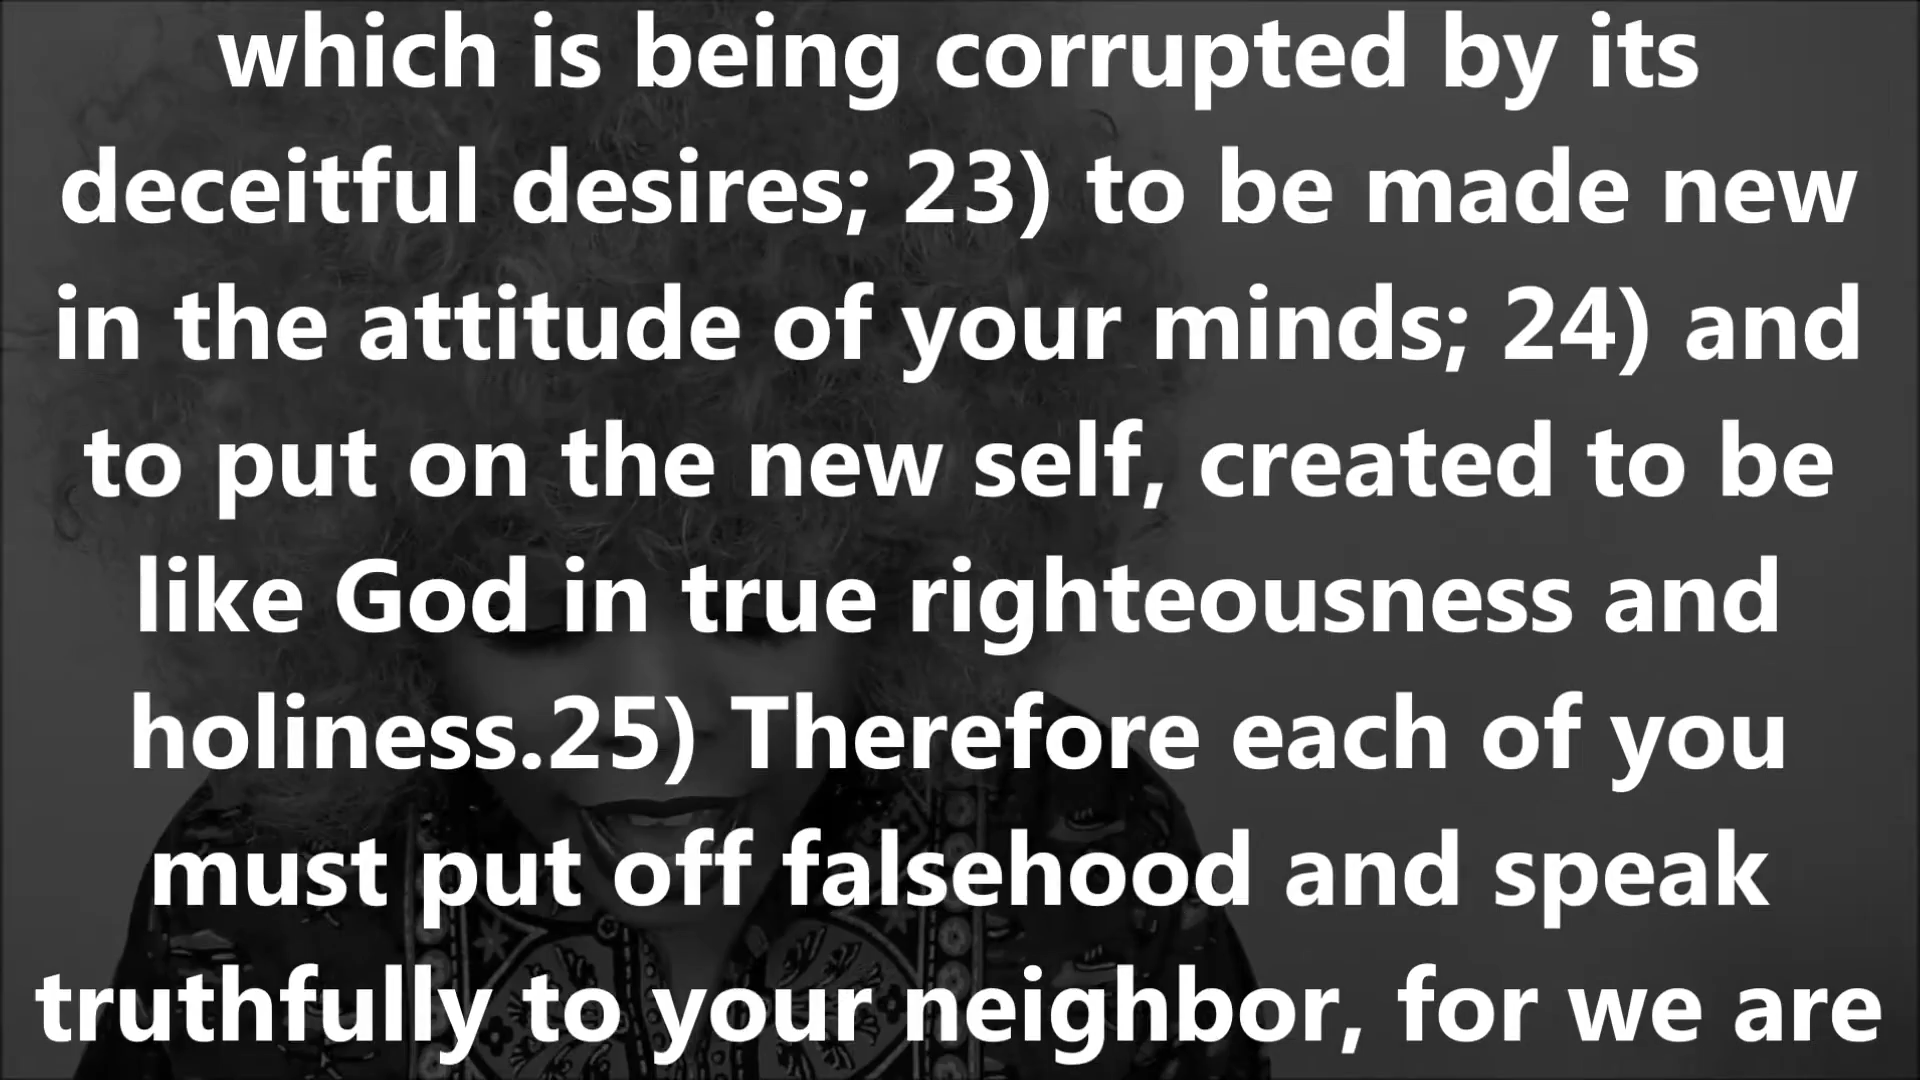 which is being corrupted by its
deceitful desires; 23) to be made new
in the attitude of your minds; 24) and
to put on the new self, created to be
like God in true righteousness and
holiness.25) Therefore each of you
must put off falsehood and speak
truthfully to your neighbor, for we are